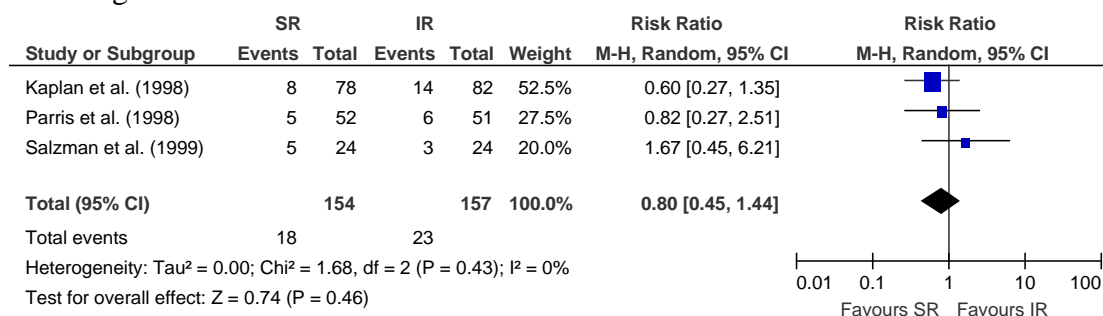 SR IR Risk Ratio Risk Ratio
Study or Subgroup Events Total Events Total Weight M-H, Random, 95% CI M-H, Random, 95% CI
Kaplan et al. (1998) 8 78 14 82 52.5% 0.60 [0.27, 1.35]
Parris et al. (1998) 5 52 6 51 27.5% 0.82 [0.27, 2.51]
Salzman et al. (1999) 5 24 3 24 20.0% 1.67 [0.45, 6.21]
Total (95% CI) 154 157 100.0% 0.80 [0.45, 1.44]
Total events 18 23
Heterogeneity: Tau² = 0.00; Chi² = 1.68, df = 2 (P = 0.43); I² = 0%
Test for overall effect: Z = 0.74 (P = 0.46)
0.01 0.1 1 10 100
Favours SR Favours IR